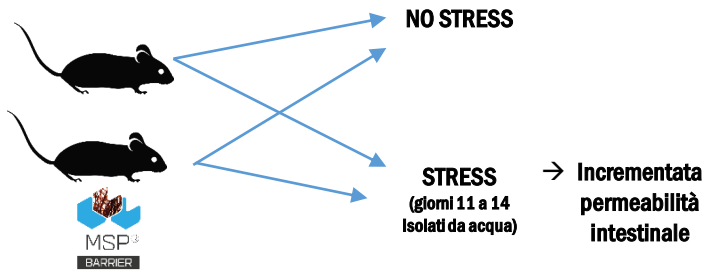 NO STRESS
STRESS
(giorni 11 a 14
Isolati da acqua)
→ Incrementata
permeabilità
intestinale
MSP
BARRIER